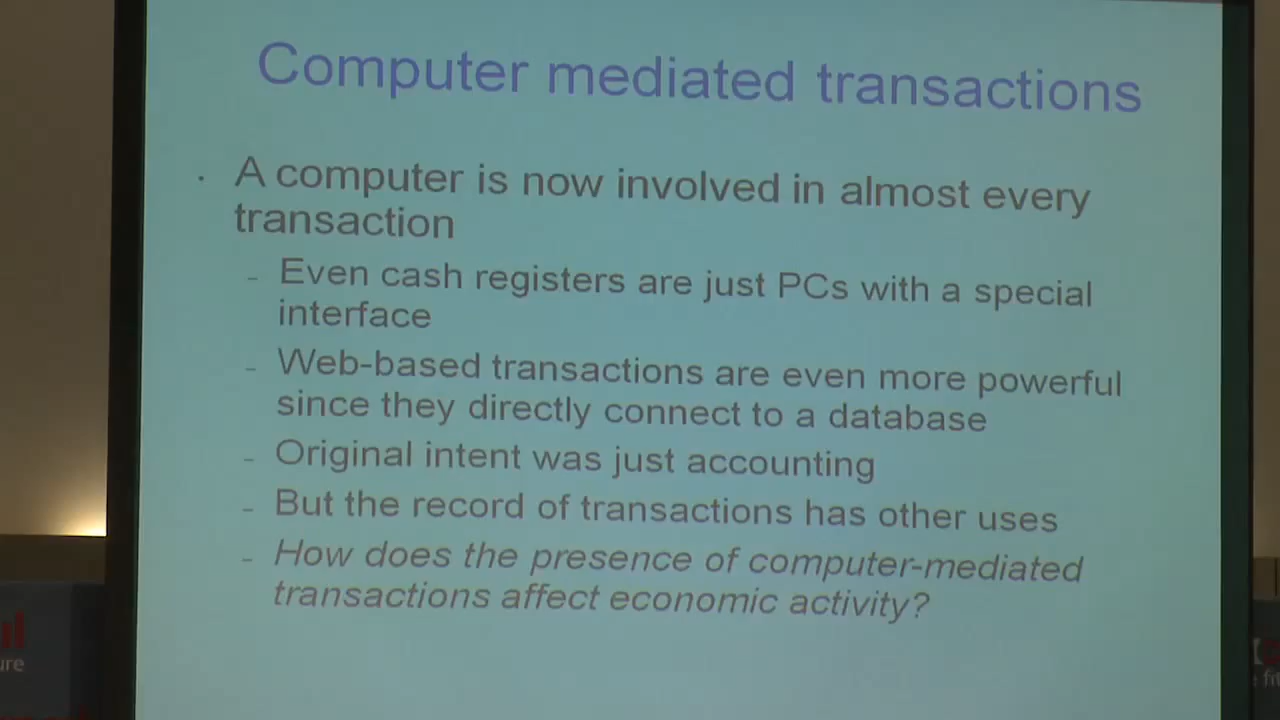 Computer mediated transactions
· A computer is now involved in almost every
transaction
– Even cash registers are just PCs with a special
interface
– Web-based transactions are even more powerful
since they directly connect to a database
– Original intent was just accounting
– But the record of transactions has other uses
– How does the presence of computer-mediated
transactions affect economic activity?